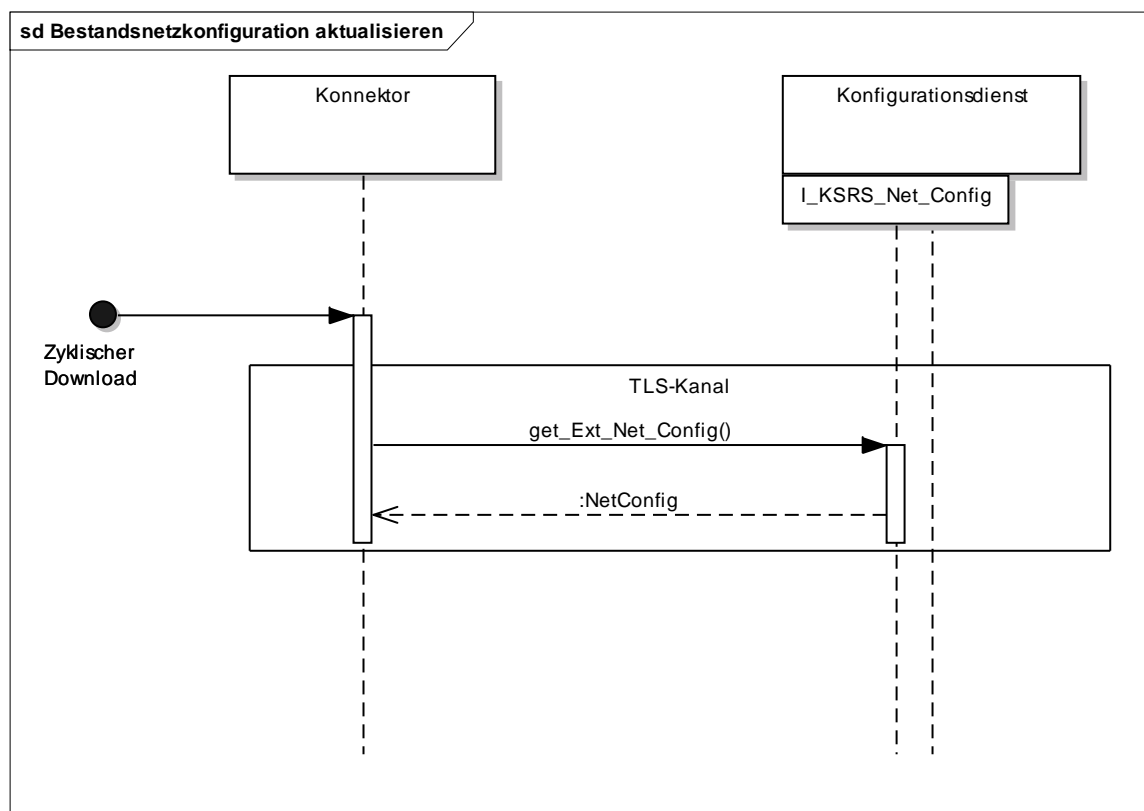 sd Bestandsnetzkonfiguration aktualisieren
Konnektor
Konfigurationsdienst
I_KSRS_Net_Config
Zyklischer
Download
TLS-Kanal
get_Ext_Net_Config()
:NetConfig